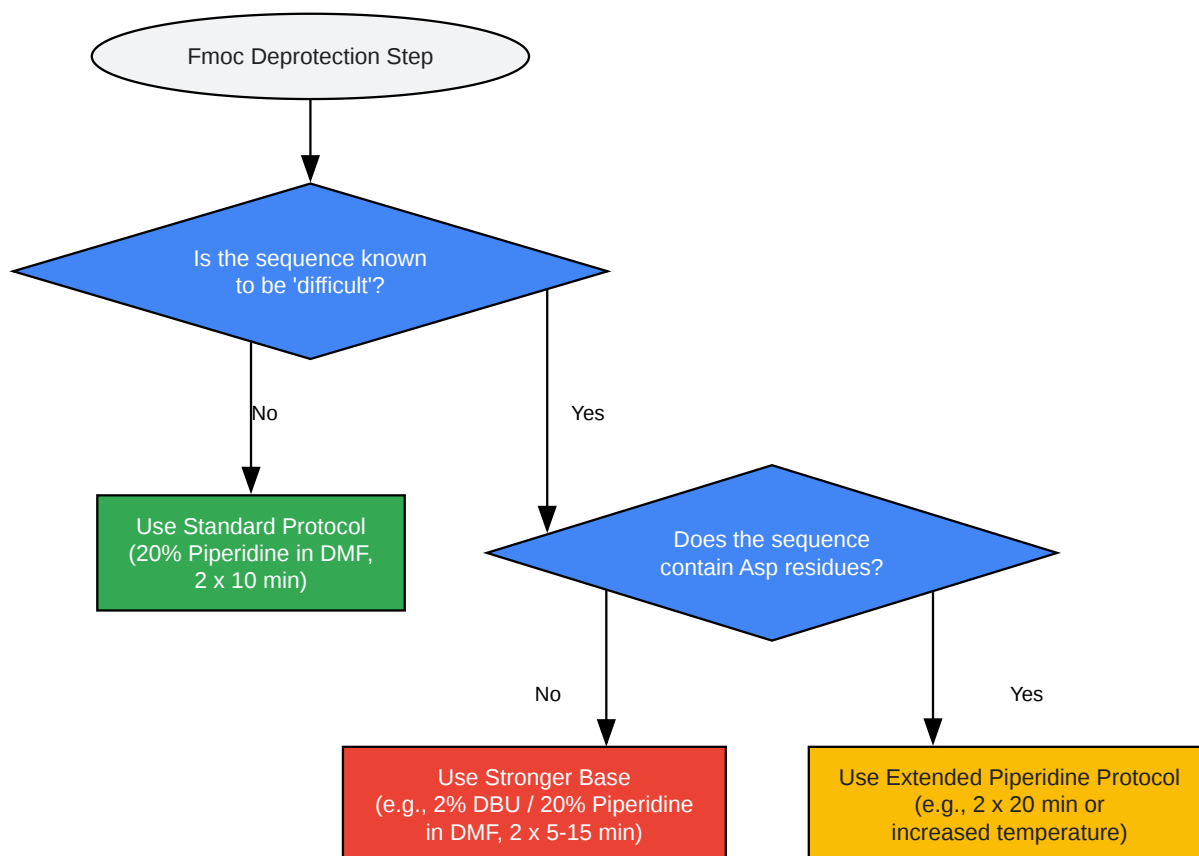 Fmoc Deprotection Step
Is the sequence known
to be 'difficult'?
No
Yes
Use Standard Protocol
(20% Piperidine in DMF,
2 x 10 min)
Does the sequence
contain Asp residues?
No
Yes
Use Stronger Base
(e.g., 2% DBU / 20% Piperidine
in DMF, 2 x 5-15 min)
Use Extended Piperidine Protocol
(e.g., 2 x 20 min or
increased temperature)